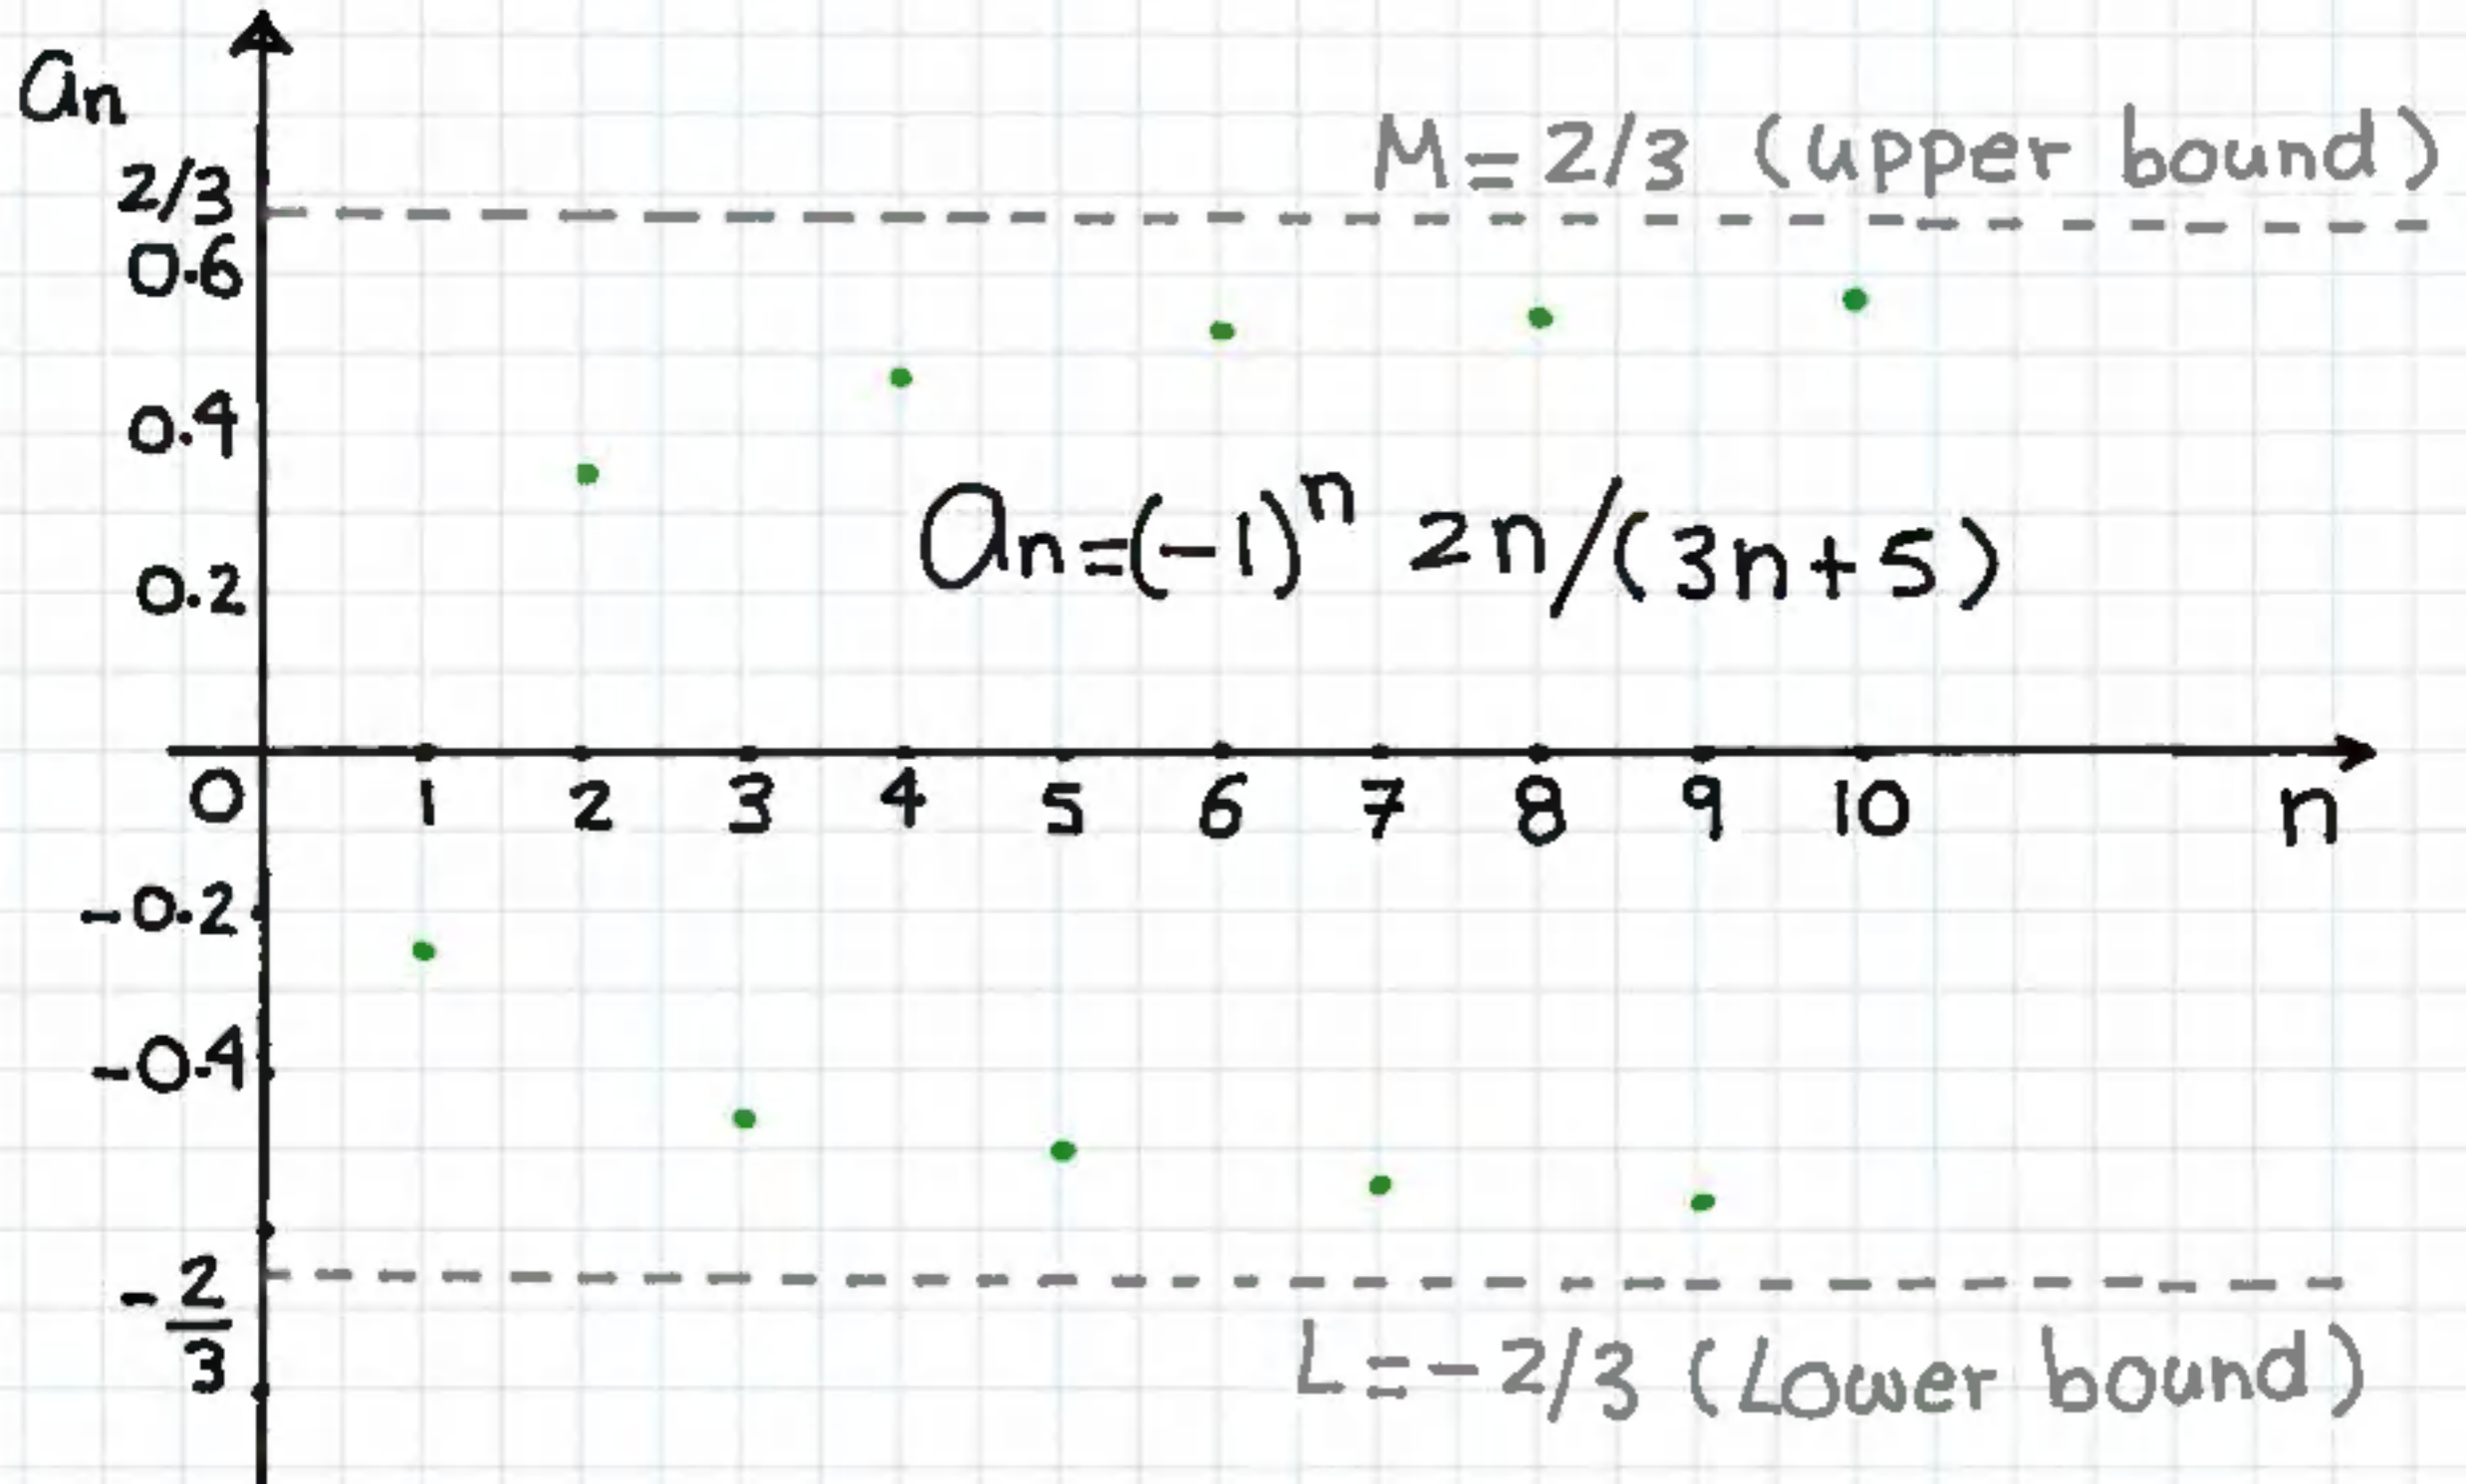 an
M=2/3 (upper bound)
2/3
0.6
0.4
an=(-1)^n 2n/(3n+5)
0.2
0 1 2 3 4 5 6 7 8 9 10 n
-0.2
-0.4
-2/3
L=-2/3 (Lower bound)